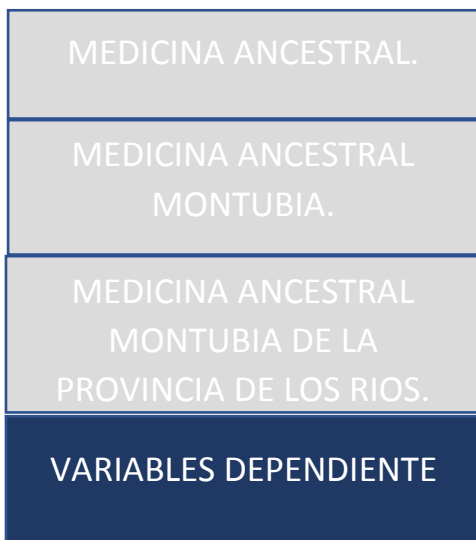 MEDICINA ANCESTRAL.
MEDICINA ANCESTRAL
MONTUBIA.
MEDICINA ANCESTRAL
MONTUBIA DE LA
PROVINCIA DE LOS RIOS.
VARIABLES DEPENDIENTE